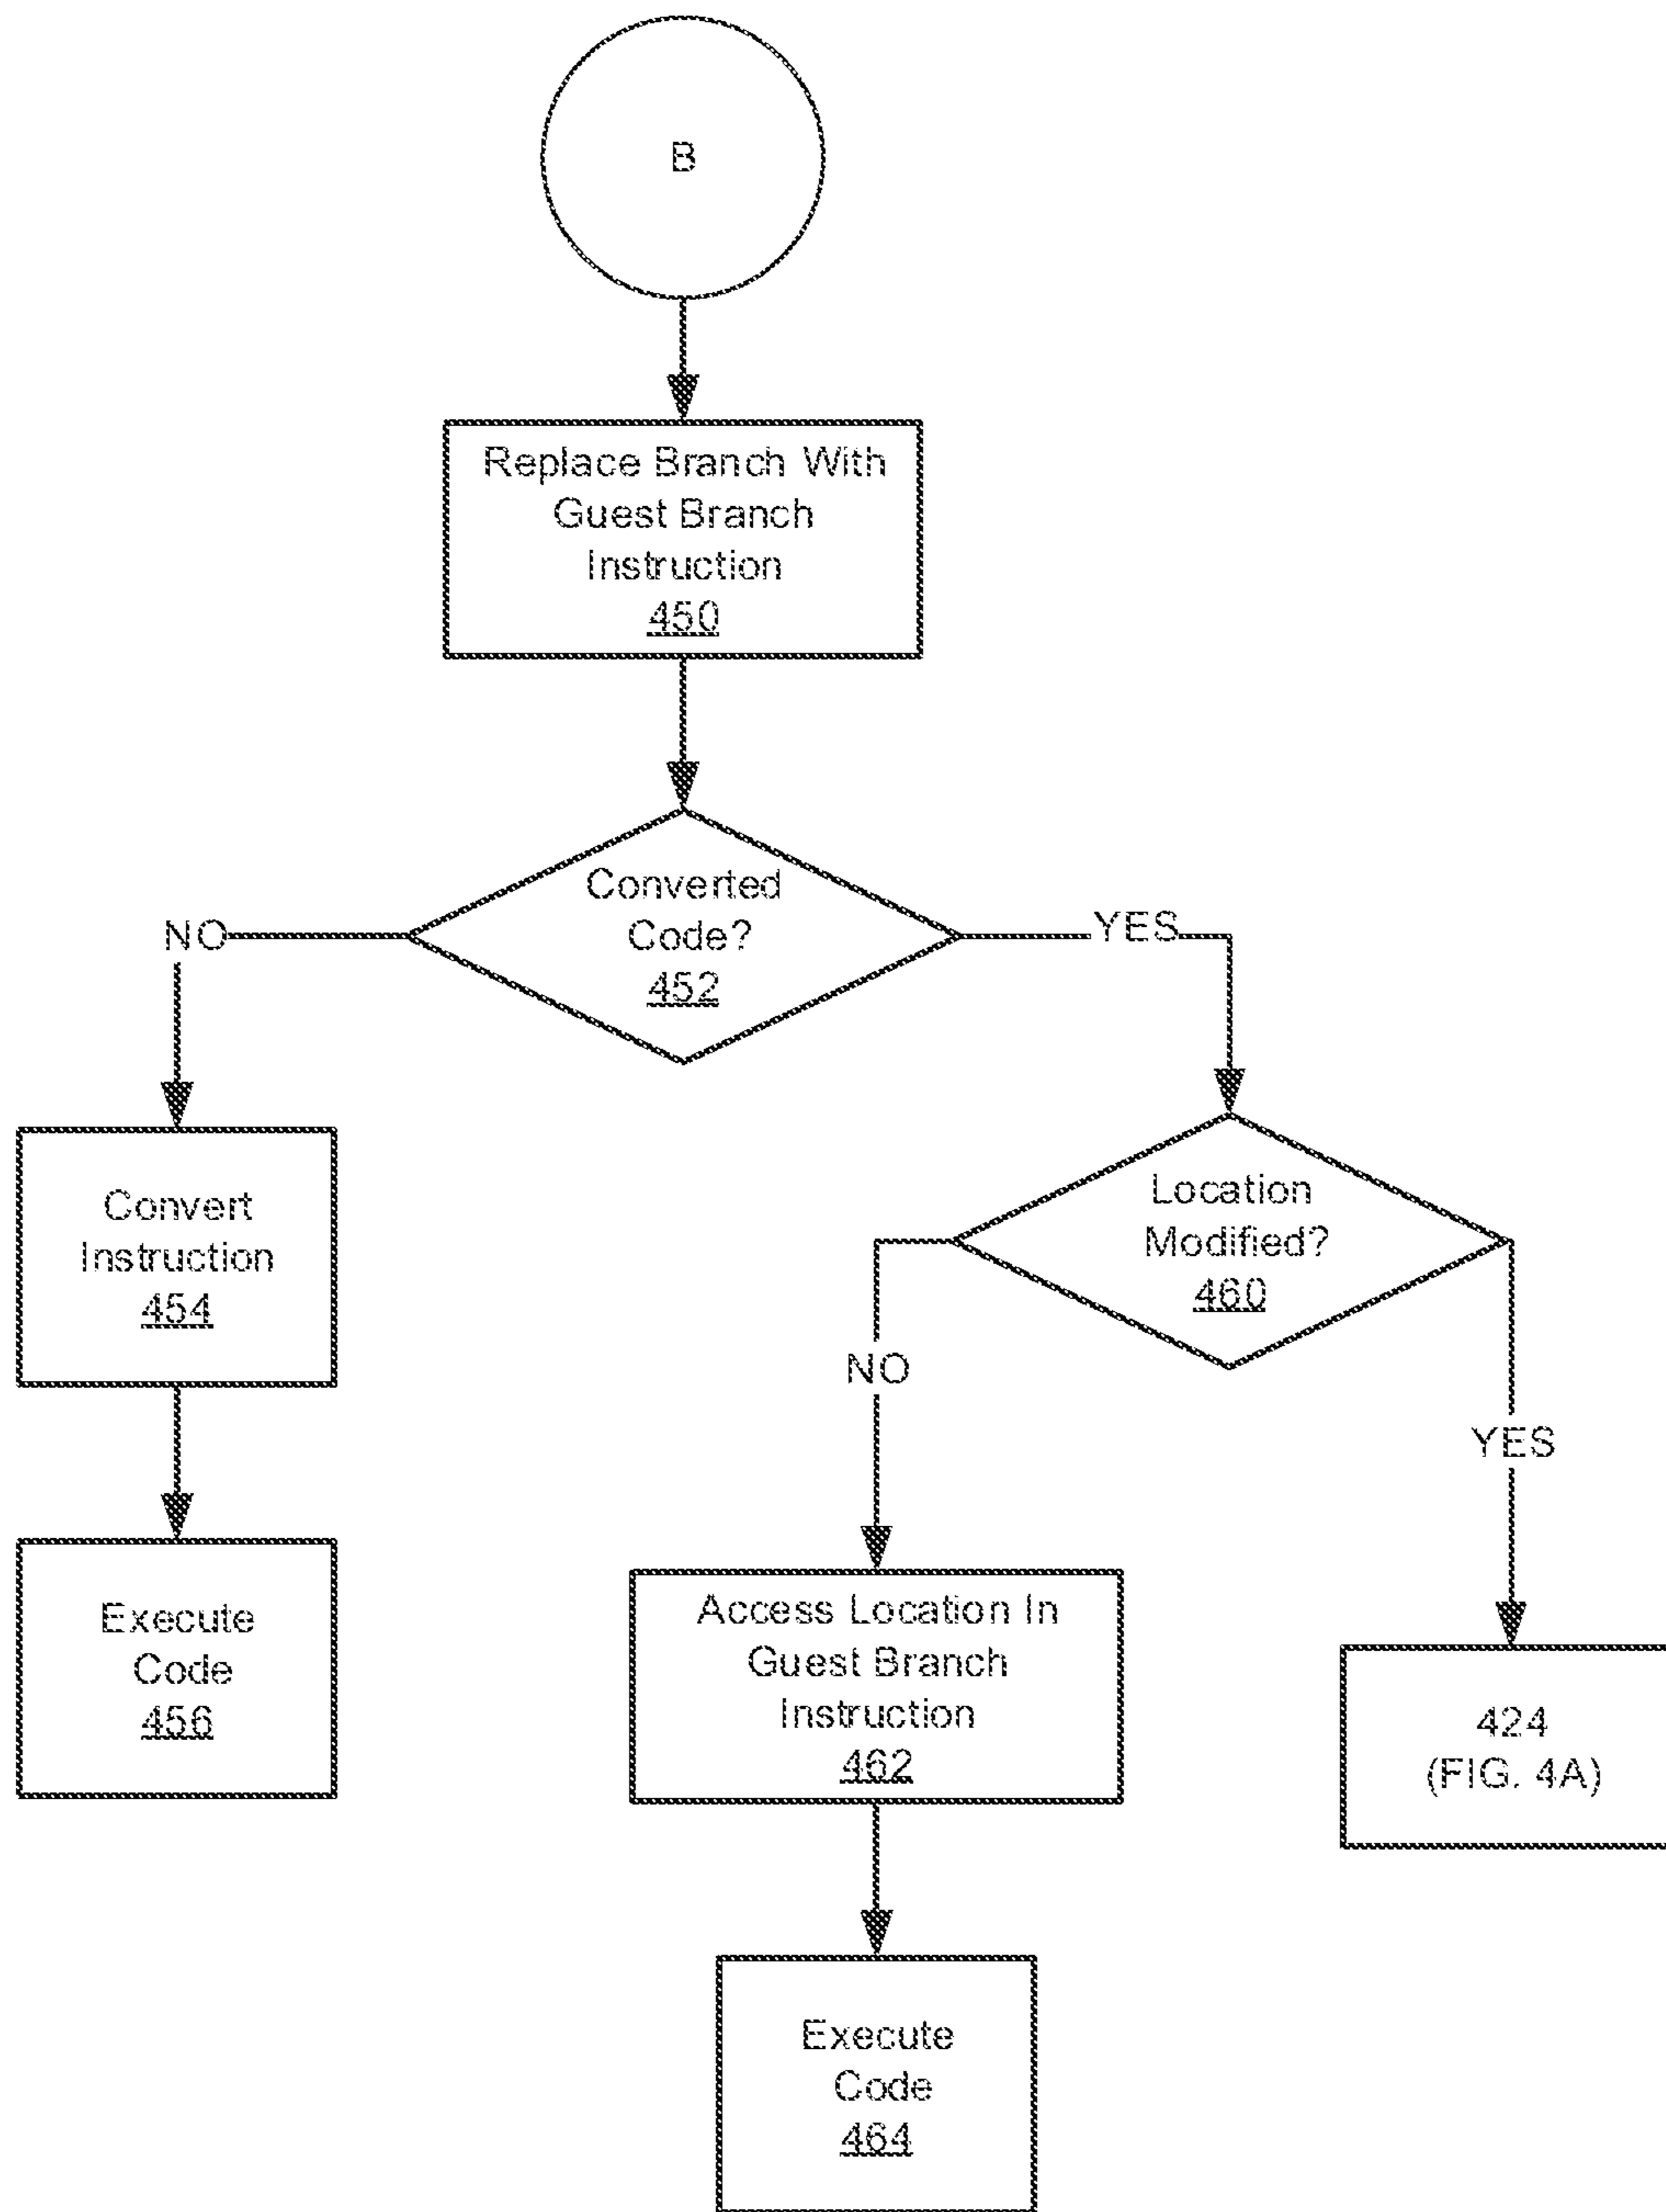 B
Replace Branch With
Guest Branch
Instruction
450
Converted
Code?
452
NO
YES
Convert
Instruction
454
Location
Modified?
460
NO
YES
Execute
Code
456
Access Location In
Guest Branch
Instruction
462
424
(FIG. 4A)
Execute
Code
464